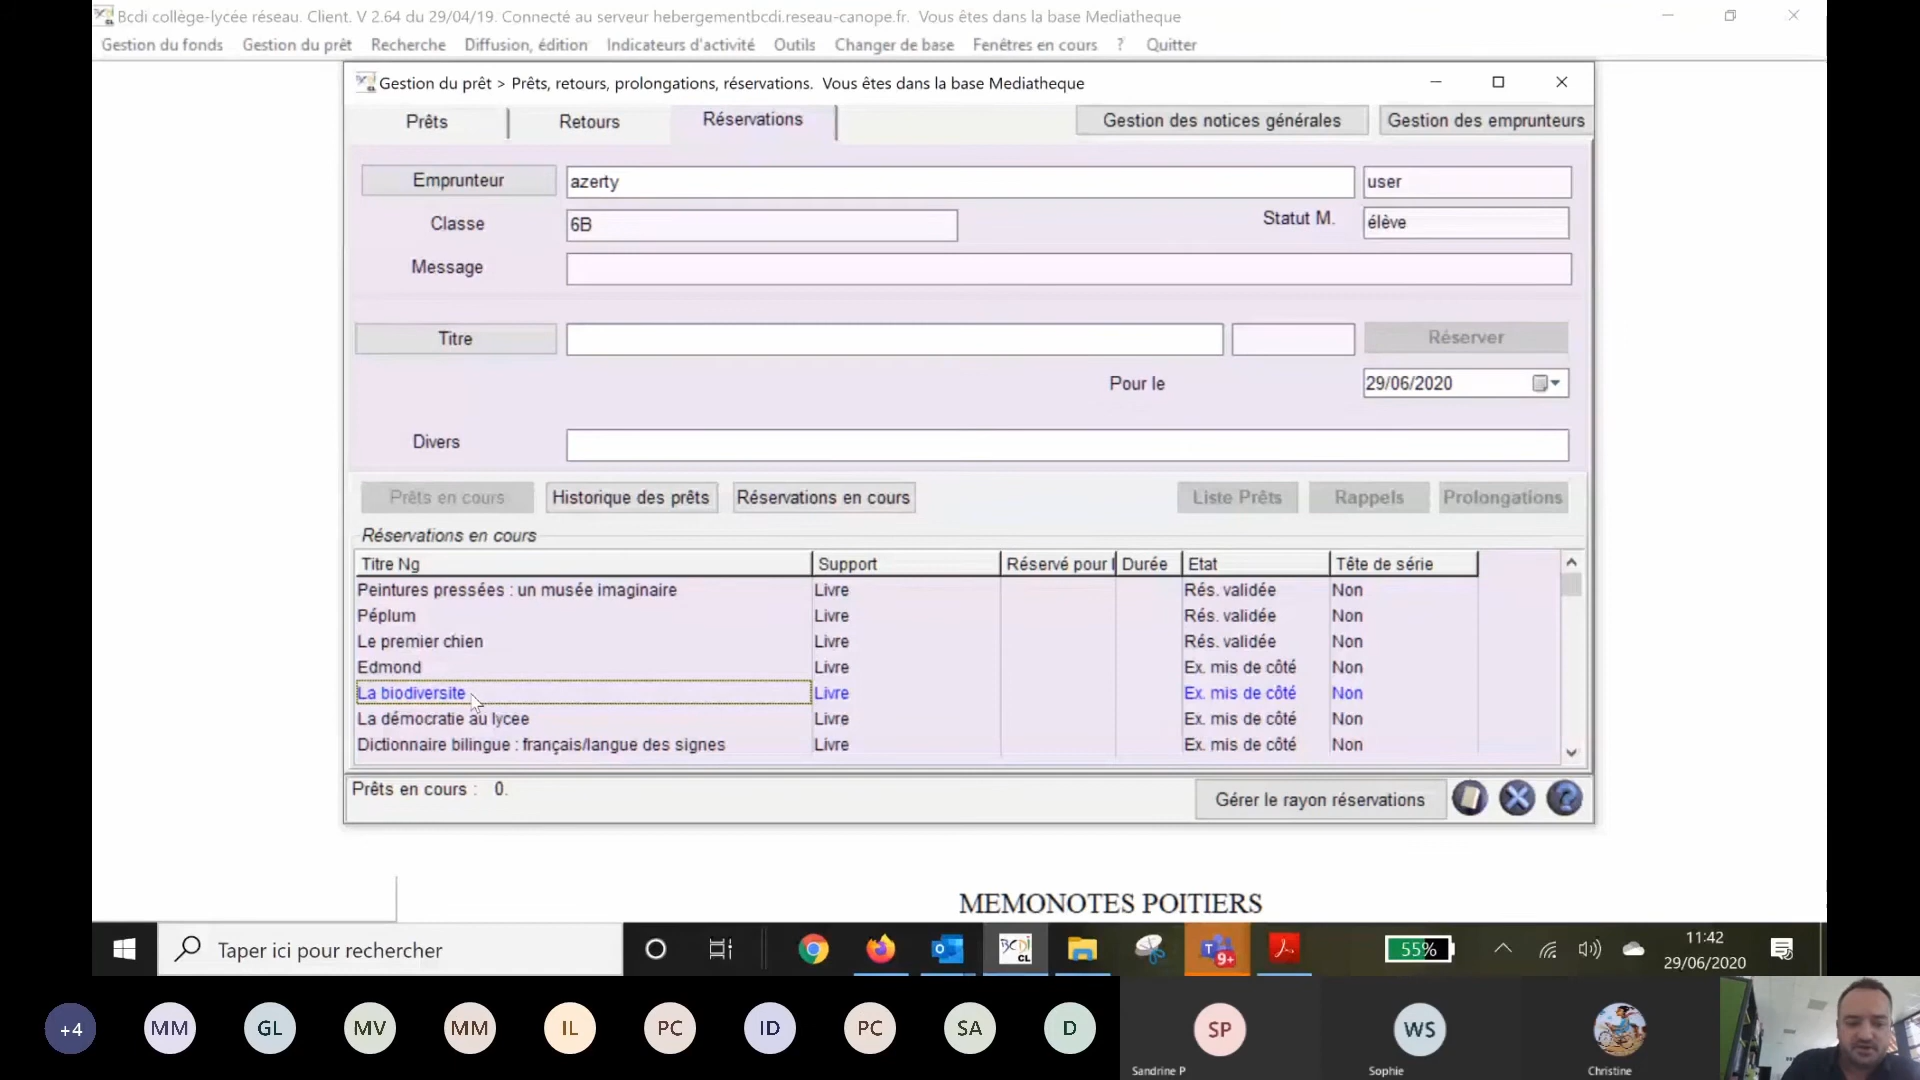 Bcdi collège-lycée réseau. Client. V 2.64 du 29/04/19. Connecté au serveur hebergementbcdi.reseau-canope.fr. Vous êtes dans la base Mediatheque
Gestion du fonds Gestion du prêt Recherche Diffusion, édition Indicateurs d'activité Outils Changer de base Fenêtres en cours ? Quitter
Gestion du prêt > Prêts, retours, prolongations, réservations. Vous êtes dans la base Mediatheque
Prêts Retours Réservations Gestion des notices générales Gestion des emprunteurs
Emprunteur azerty user
Classe 6B Statut M. élève
Message
Titre Réserver
Pour le 29/06/2020
Divers
Prêts en cours Historique des prêts Réservations en cours Liste Prêts Rappels Prolongations
Réservations en cours
Titre Ng Support Réservé pour l Durée Etat Tête de série
Peintures pressées : un musée imaginaire Livre Rés. validée Non
Péplum Livre Rés. validée Non
Le premier chien Livre Rés. validée Non
Edmond Livre Ex. mis de côté Non
La biodiversite Livre Ex. mis de côté Non
La démocratie au lycee Livre Ex. mis de côté Non
Dictionnaire bilingue : français/langue des signes Livre Ex. mis de côté Non
Prêts en cours : 0. Gérer le rayon réservations
MEMONOTES POITIERS
Taper ici pour rechercher BCDI CL T 9+ 55% 11:42
29/06/2020
+4 MM GL MV MM IL PC ID PC SA D SP WS
Sandrine P Sophie Christine